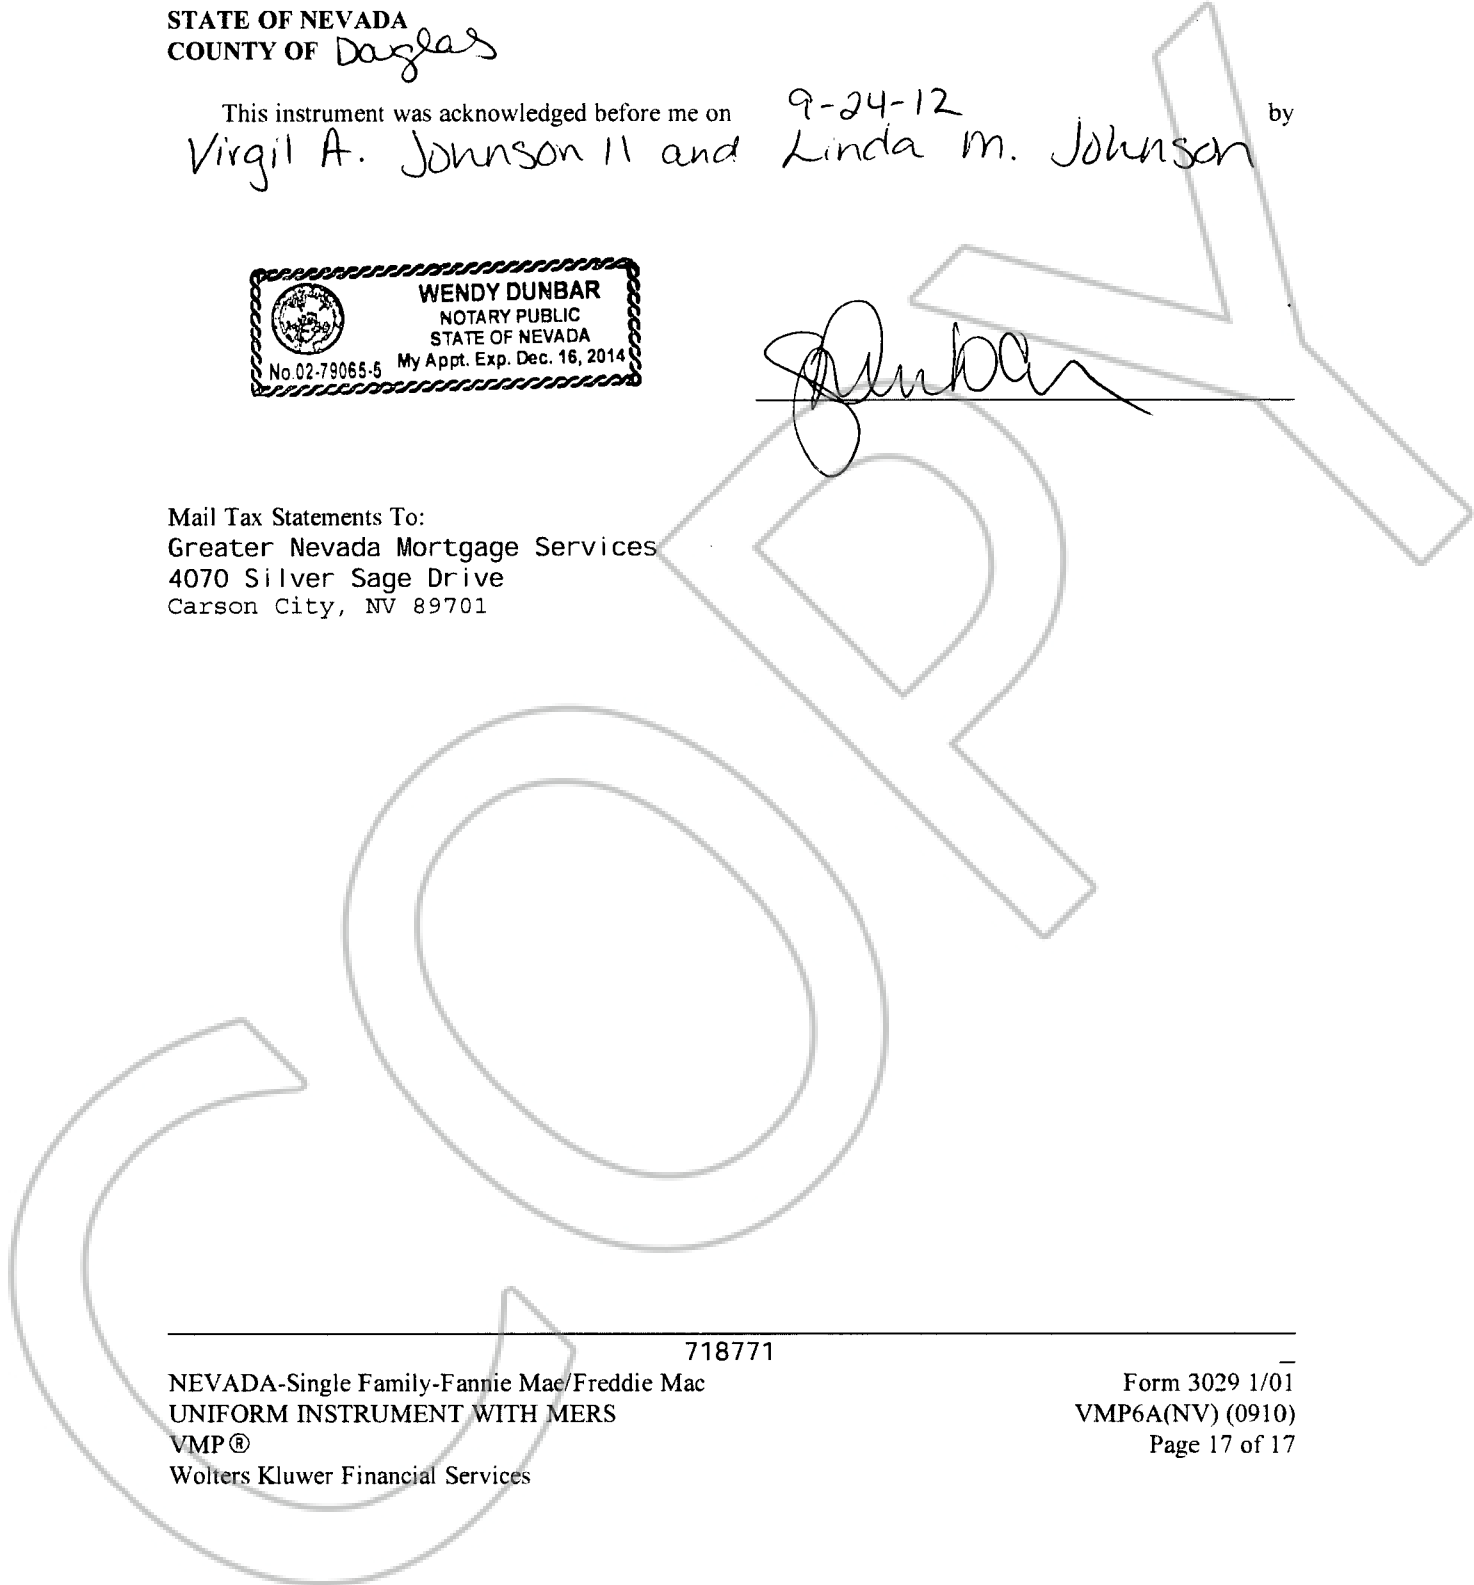 STATE OF NEVADA
COUNTY OF Douglas
This instrument was acknowledged before me on 9-24-12 by
Virgil A. Johnson II and Linda M. Johnson
WENDY DUNBAR
NOTARY PUBLIC
STATE OF NEVADA
No.02-79065-5 My Appt. Exp. Dec. 16, 2014
Mail Tax Statements To:
Greater Nevada Mortgage Services
4070 Silver Sage Drive
Carson City, NV 89701
COPY
718771
NEVADA-Single Family-Fannie Mae/Freddie Mac Form 3029 1/01
UNIFORM INSTRUMENT WITH MERS VMP6A(NV) (0910)
VMP® Page 17 of 17
Wolters Kluwer Financial Services